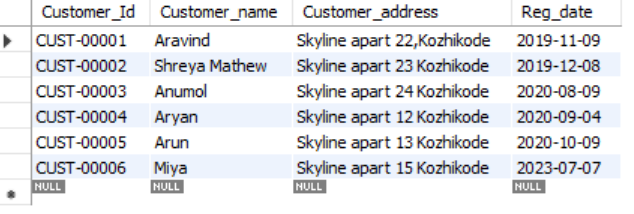 Customer_Id Customer_name Customer_address Reg_date
CUST-00001 Aravind Skyline apart 22,Kozhikode 2019-11-09
CUST-00002 Shreya Mathew Skyline apart 23 Kozhikode 2019-12-08
CUST-00003 Anumol Skyline apart 24 Kozhikode 2020-08-09
CUST-00004 Aryan Skyline apart 12 Kozhikode 2020-09-04
CUST-00005 Arun Skyline apart 13 Kozhikode 2020-10-09
CUST-00006 Miya Skyline apart 15 Kozhikode 2023-07-07
NULL NULL NULL NULL